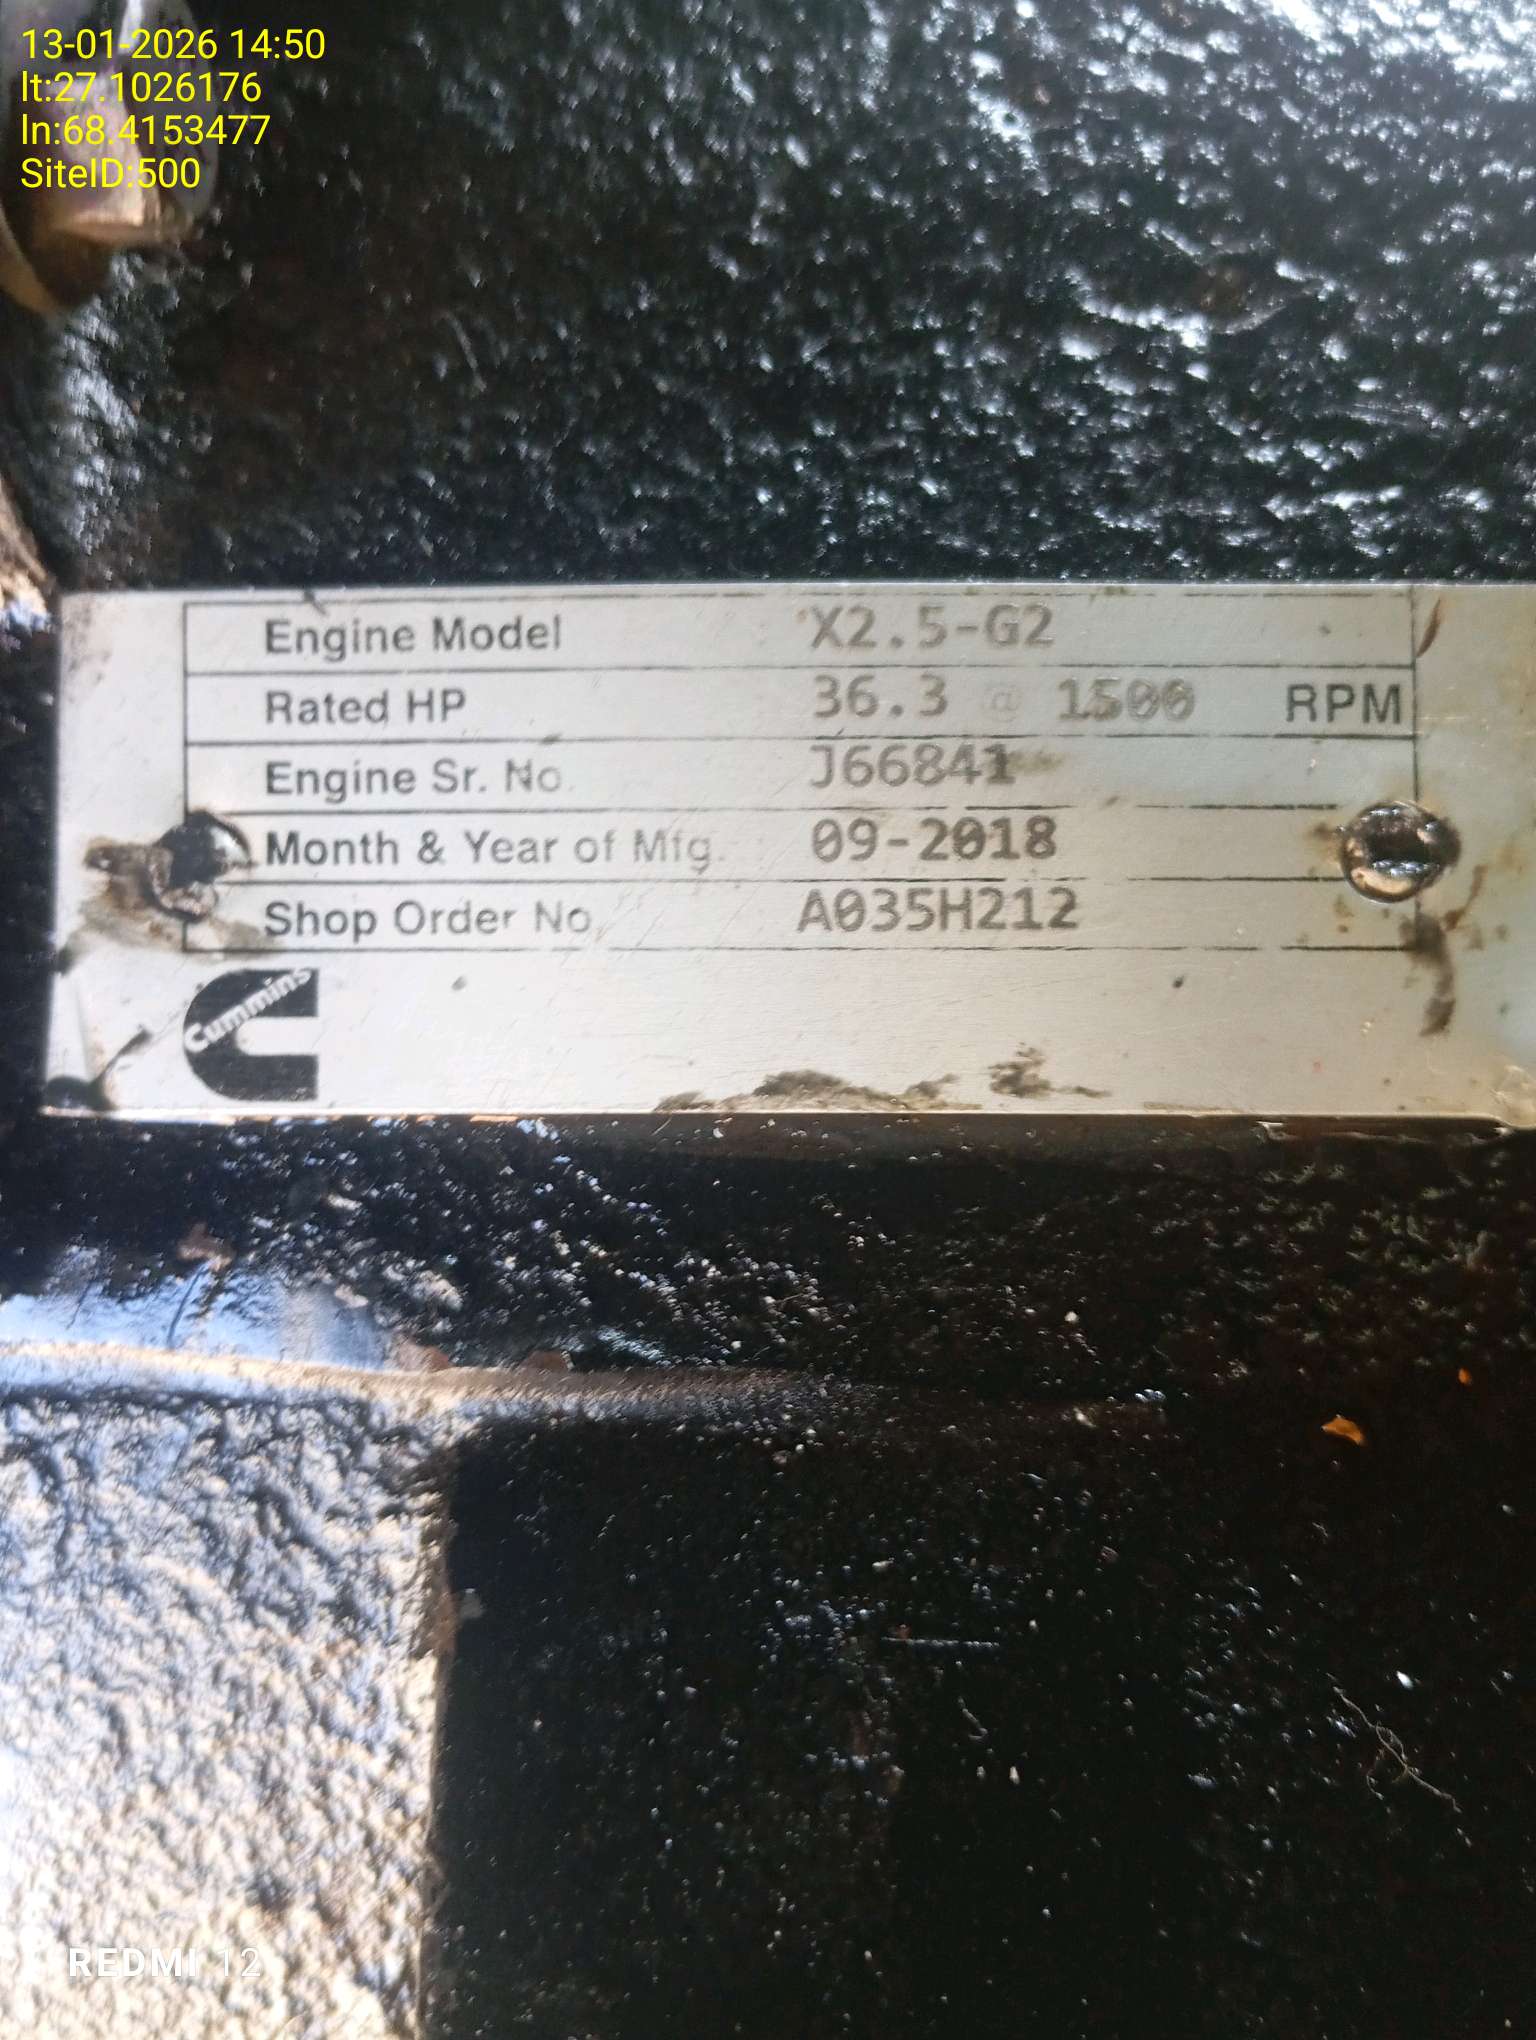 13-01-2026 14:50
lt:27.1026176
ln:68.4153477
SiteID:500
Engine Model X2.5-G2
Rated HP 36.3 @ 1500 RPM
Engine Sr. No. J66841
Month & Year of Mfg. 09-2018
Shop Order No. A035H212
Cummins
REDMI 12